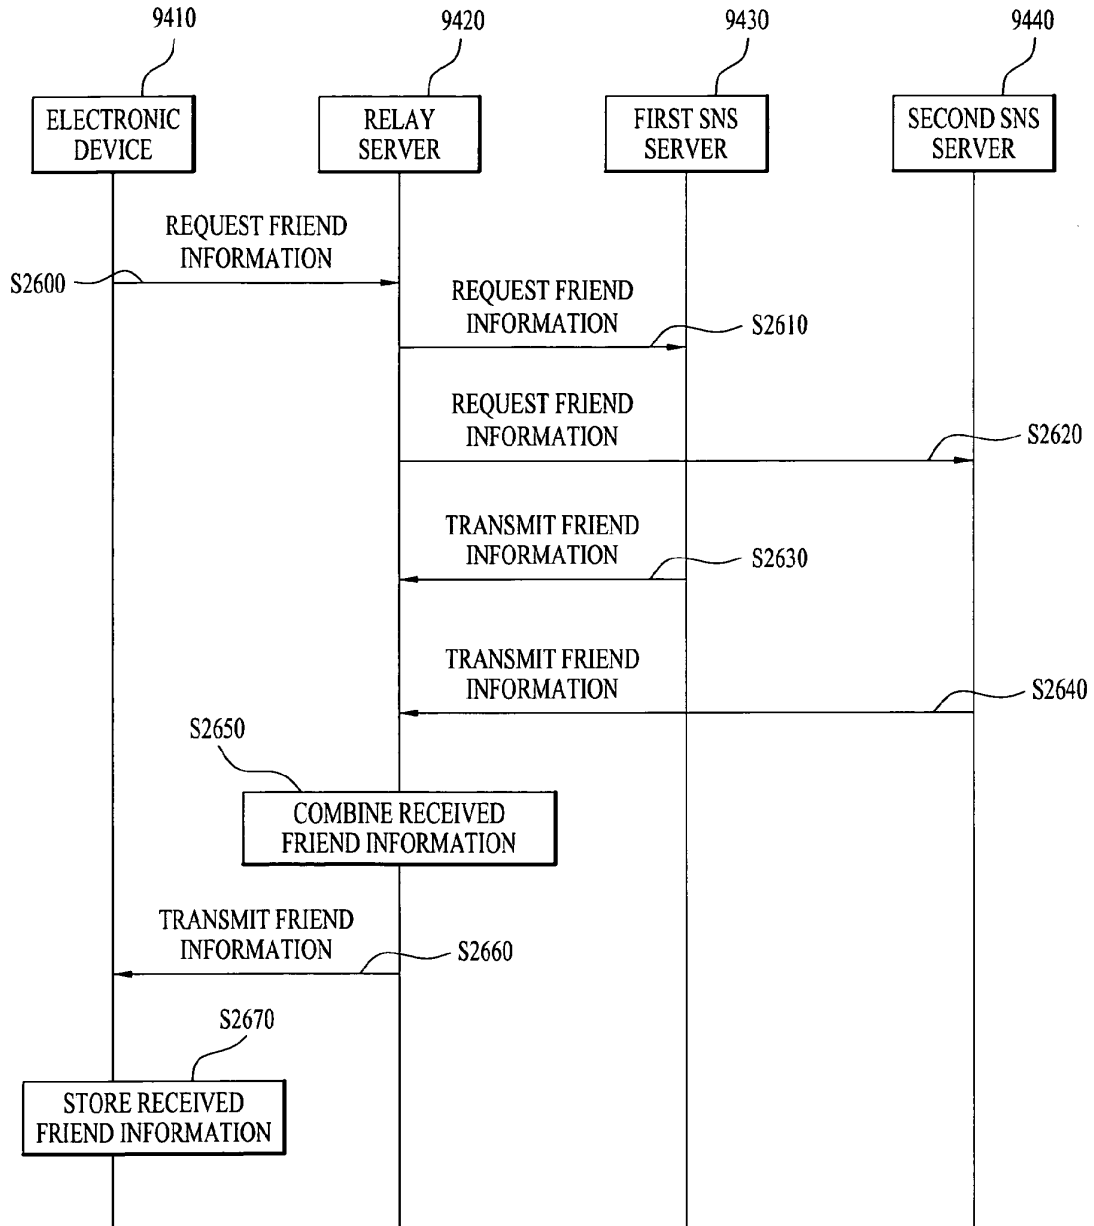 9410
9420
9430
9440
ELECTRONIC
DEVICE
RELAY
SERVER
FIRST SNS
SERVER
SECOND SNS
SERVER
REQUEST FRIEND
INFORMATION
S2600
REQUEST FRIEND
INFORMATION
S2610
REQUEST FRIEND
INFORMATION
S2620
TRANSMIT FRIEND
INFORMATION
S2630
TRANSMIT FRIEND
INFORMATION
S2640
S2650
COMBINE RECEIVED
FRIEND INFORMATION
TRANSMIT FRIEND
INFORMATION
S2660
S2670
STORE RECEIVED
FRIEND INFORMATION